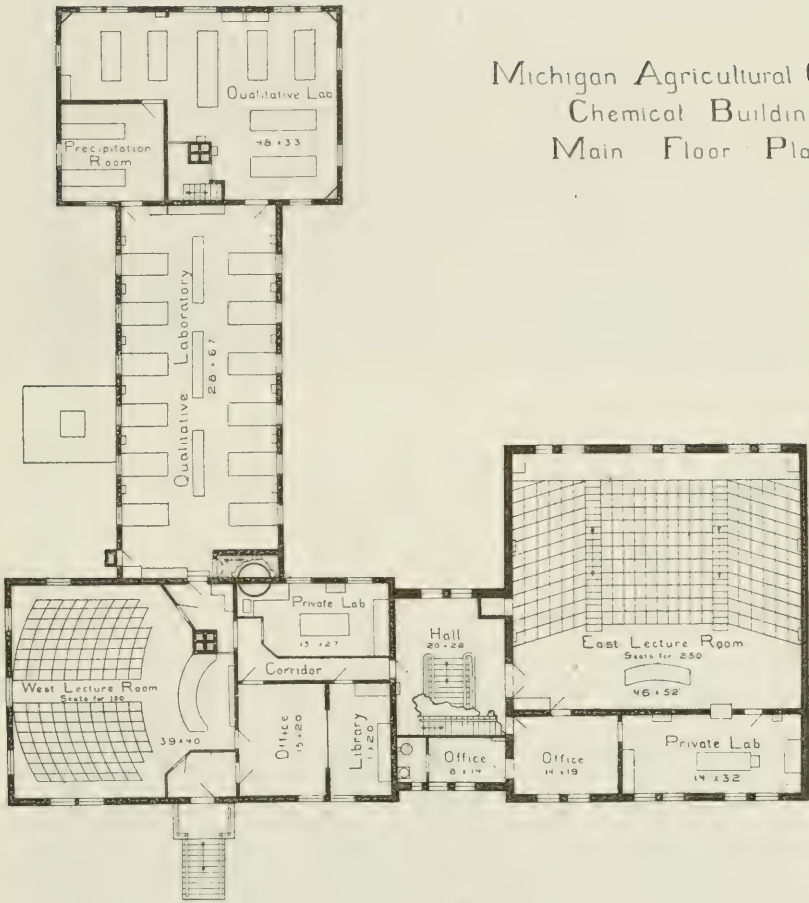 Michigan Agricultural
Chemical
Main Floor
Qualitative Lab
48 x 33
Precipitation
Room
Qualitative Laboratory
28 x 67
Private Lab
13 x 27
Corridor
Hall
20 x 22
East Lecture Room
Seats for 250
46 x 52'
West Lecture Room
Seats for
39 x 40
Office
15 x 20
Library
Office
8 x 14
Office
14 x 19
Private Lab
14 x 32